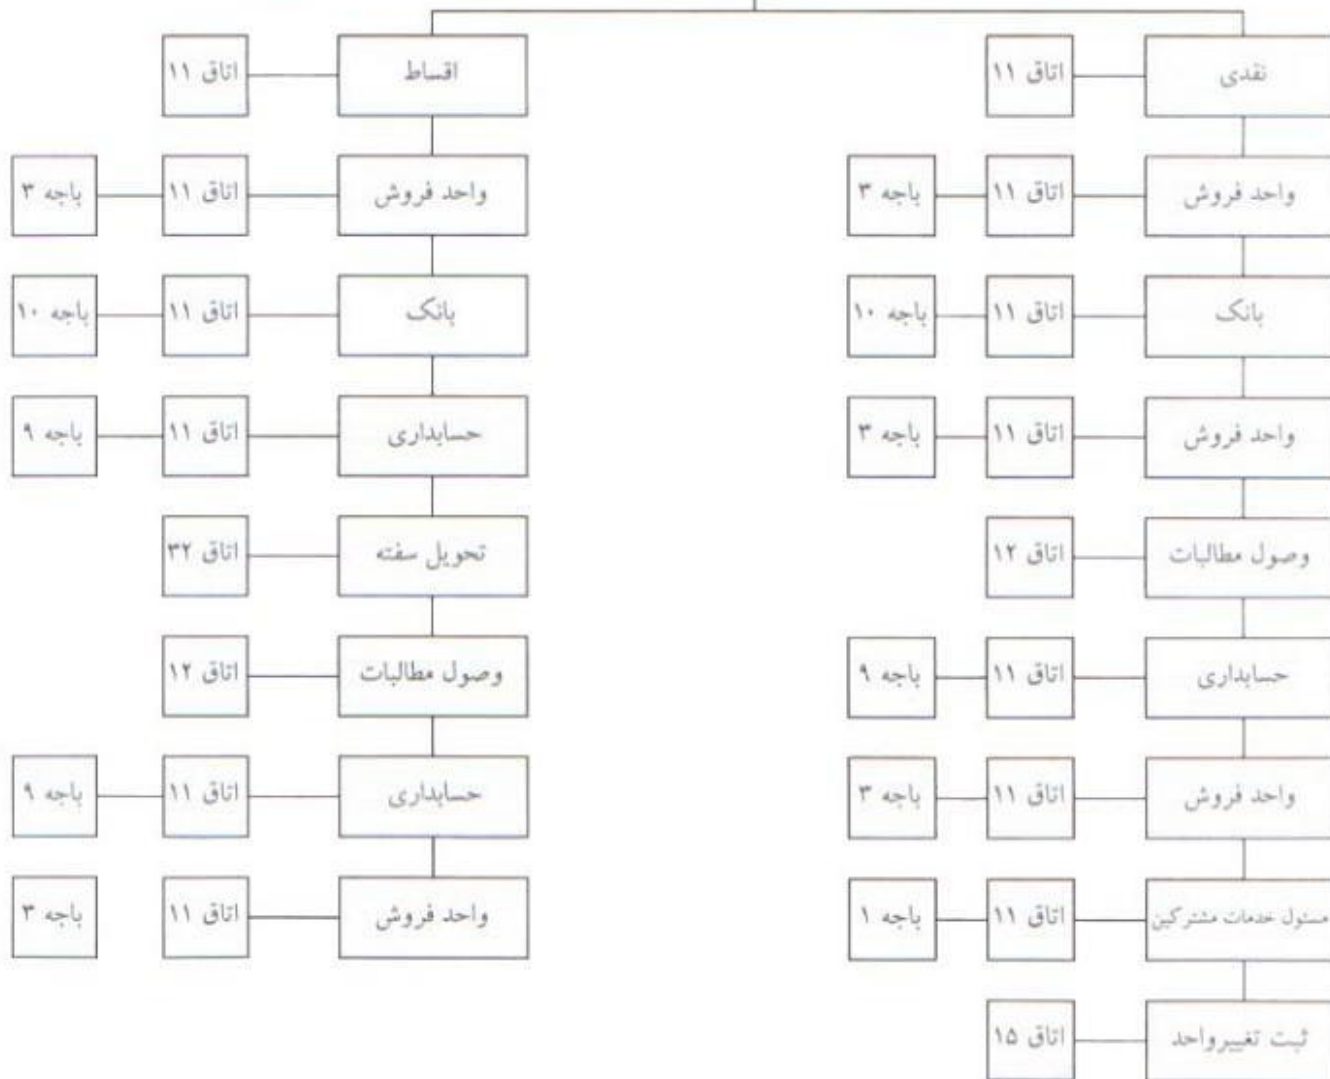 نقدی
اتاق ۱۱
واحد فروش
اتاق ۱۱
باجه ۳
بانک
اتاق ۱۱
باجه ۱۰
واحد فروش
اتاق ۱۱
باجه ۳
وصول مطالبات
اتاق ۱۲
حسابداری
اتاق ۱۱
باجه ۹
واحد فروش
اتاق ۱۱
باجه ۳
مسئول خدمات مشترکین
اتاق ۱۱
باجه ۱
ثبت تغییرواحد
اتاق ۱۵
اقساط
اتاق ۱۱
واحد فروش
اتاق ۱۱
باجه ۳
بانک
اتاق ۱۱
باجه ۱۰
حسابداری
اتاق ۱۱
باجه ۹
تحویل سفته
اتاق ۳۲
وصول مطالبات
اتاق ۱۲
حسابداری
اتاق ۱۱
باجه ۹
واحد فروش
اتاق ۱۱
باجه ۳